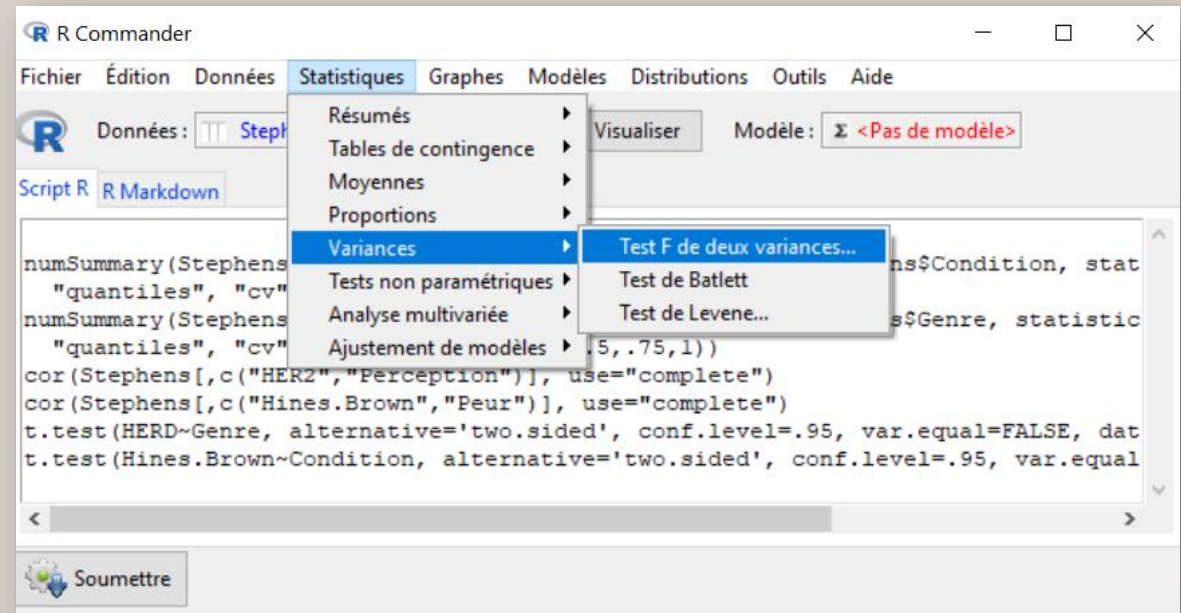 R R Commander
Fichier Édition Données Statistiques Graphes Modèles Distributions Outils Aide
R Données : Steph Visualiser Modèle : Σ <Pas de modèle>
Script R R Markdown
Résumés
Tables de contingence
Moyennes
Proportions
Variances
Tests non paramétriques
Analyse multivariée
Ajustement de modèles
Test F de deux variances...
Test de Batlett
Test de Levene...
numSummary(Stephens ns$Condition, stat
"quantiles", "cv"
numSummary(Stephens s$Genre, statistic
"quantiles", "cv" .5,.75,1))
cor(Stephens[,c("HER2","Perception")], use="complete")
cor(Stephens[,c("Hines.Brown","Peur")], use="complete")
t.test(HERD~Genre, alternative='two.sided', conf.level=.95, var.equal=FALSE, dat
t.test(Hines.Brown~Condition, alternative='two.sided', conf.level=.95, var.equal
Soumettre